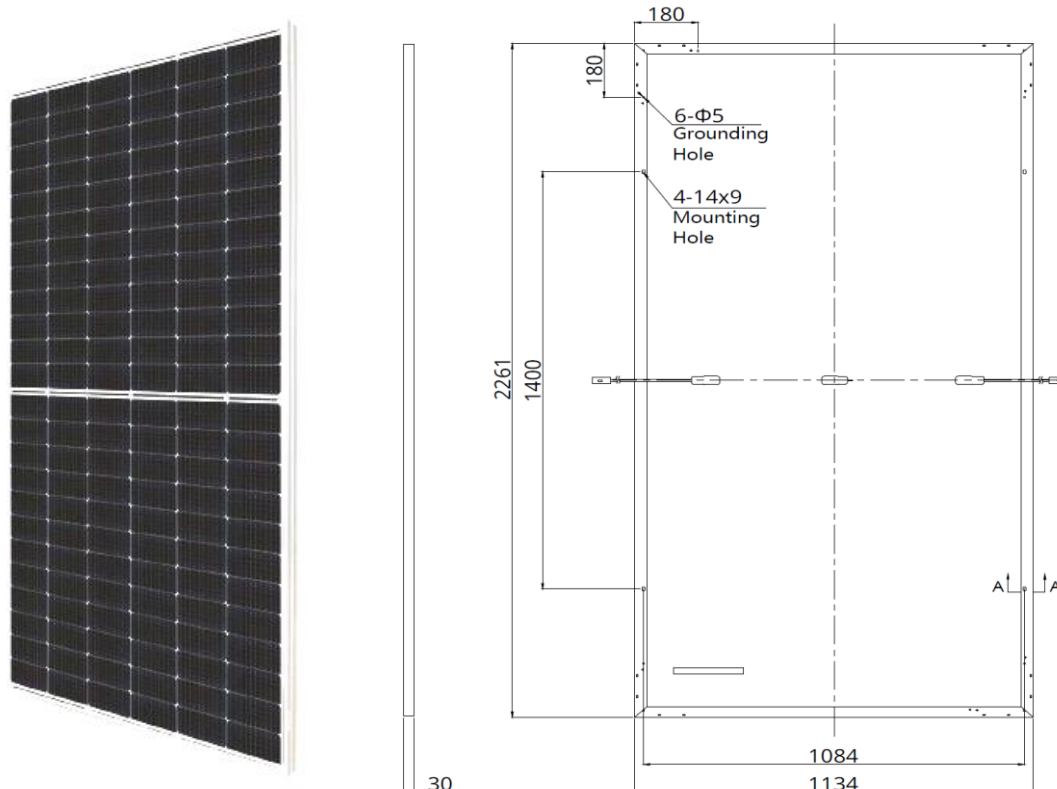 180
180
6-Φ5
Grounding
Hole
4-14x9
Mounting
Hole
2261
1400
A
A
1084
1134
30